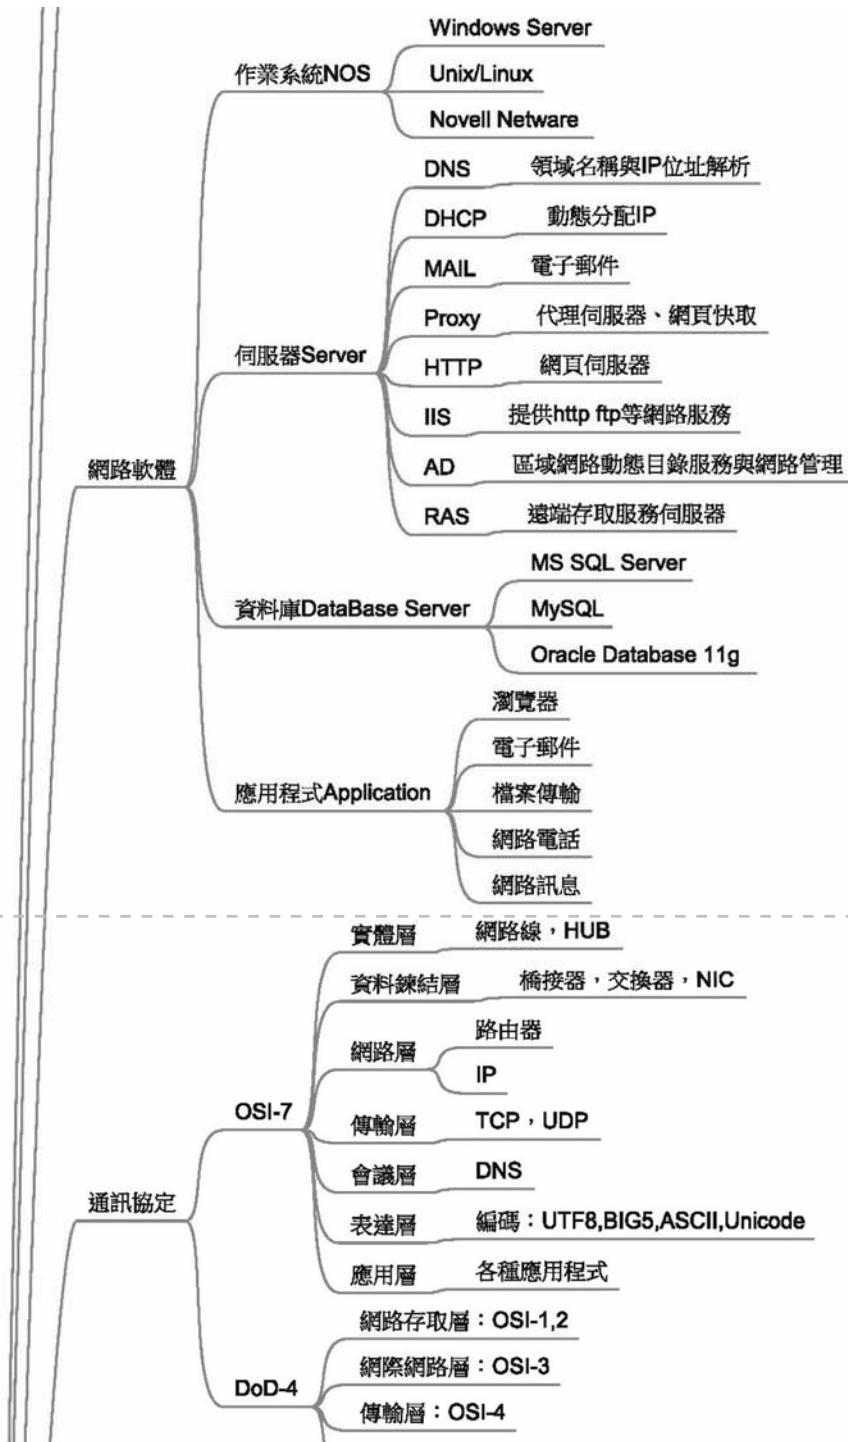 網路軟體
作業系統NOS
Windows Server
Unix/Linux
Novell Netware
伺服器Server
DNS 領域名稱與IP位址解析
DHCP 動態分配IP
MAIL 電子郵件
Proxy 代理伺服器、網頁快取
HTTP 網頁伺服器
IIS 提供http ftp等網路服務
AD 區域網路動態目錄服務與網路管理
RAS 遠端存取服務伺服器
資料庫DataBase Server
MS SQL Server
MySQL
Oracle Database 11g
應用程式Application
瀏覽器
電子郵件
檔案傳輸
網路電話
網路訊息
通訊協定
OSI-7
實體層 網路線，HUB
資料鍊結層 橋接器，交換器，NIC
網路層
路由器
IP
傳輸層 TCP，UDP
會議層 DNS
表達層 編碼：UTF8,BIG5,ASCII,Unicode
應用層 各種應用程式
DoD-4
網路存取層：OSI-1,2
網際網路層：OSI-3
傳輸層：OSI-4